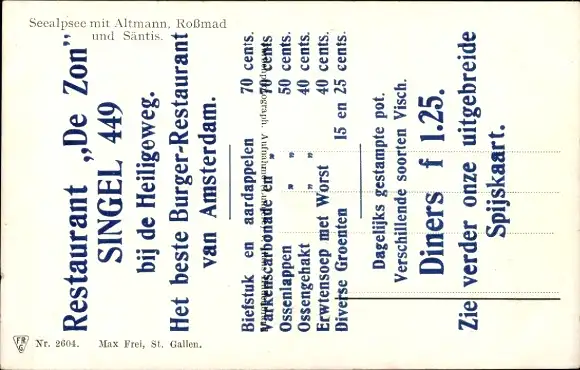 Seealpsee mit Altmann, Roßmad
und Säntis.
Restaurant „De Zon”
SINGEL 449
bij de Heiligeweg.
Het beste Burger-Restaurant
van Amsterdam.
Biefstuk en aardappelen 70 cents.
Varkenscarbonade en „ 70 cents
Ossenlappen „ 50 cents.
Ossengehakt „ „ 40 cents.
Erwtensoep met Worst 40 cents.
Diverse Groenten 15 en 25 cents.
Dagelijks gestampte pot.
Verschillende soorten Visch.
Diners f 1.25.
Zie verder onze uitgebreide
Spijskaart.
FR
G
Nr. 2604. Max Frei, St. Gallen.